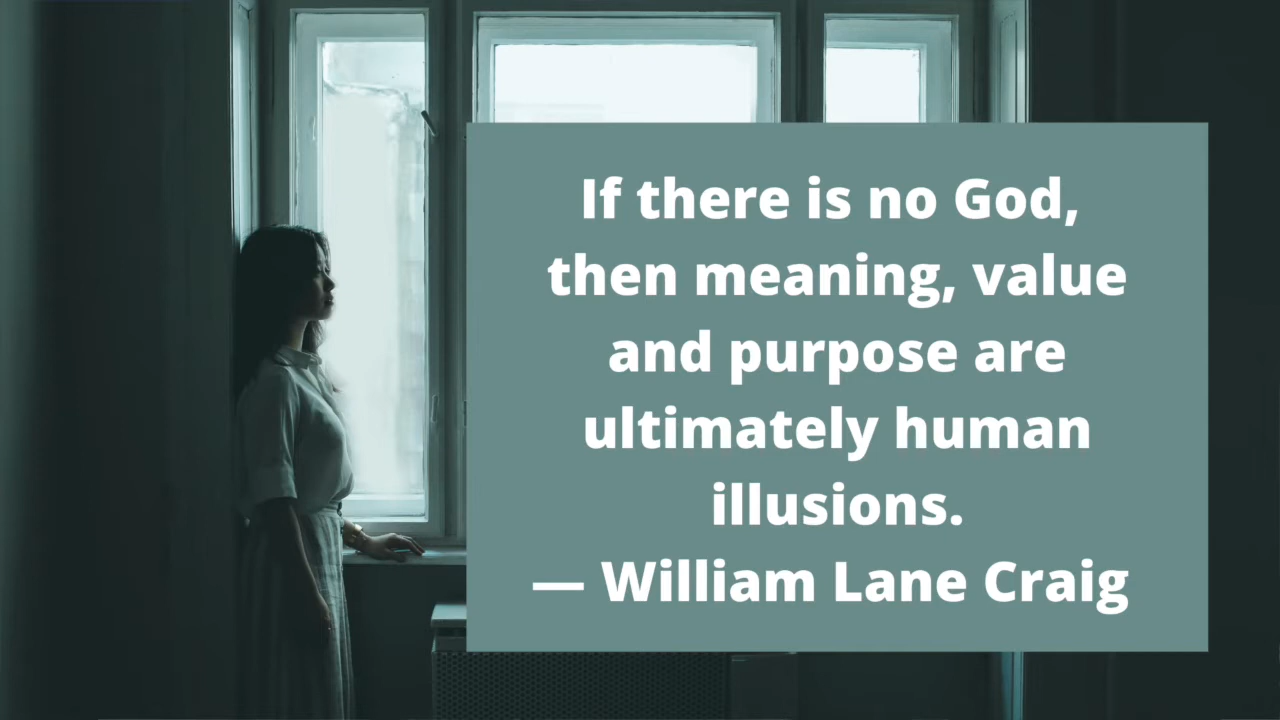 If there is no God,
then meaning, value
and purpose are
ultimately human
illusions.
— William Lane Craig